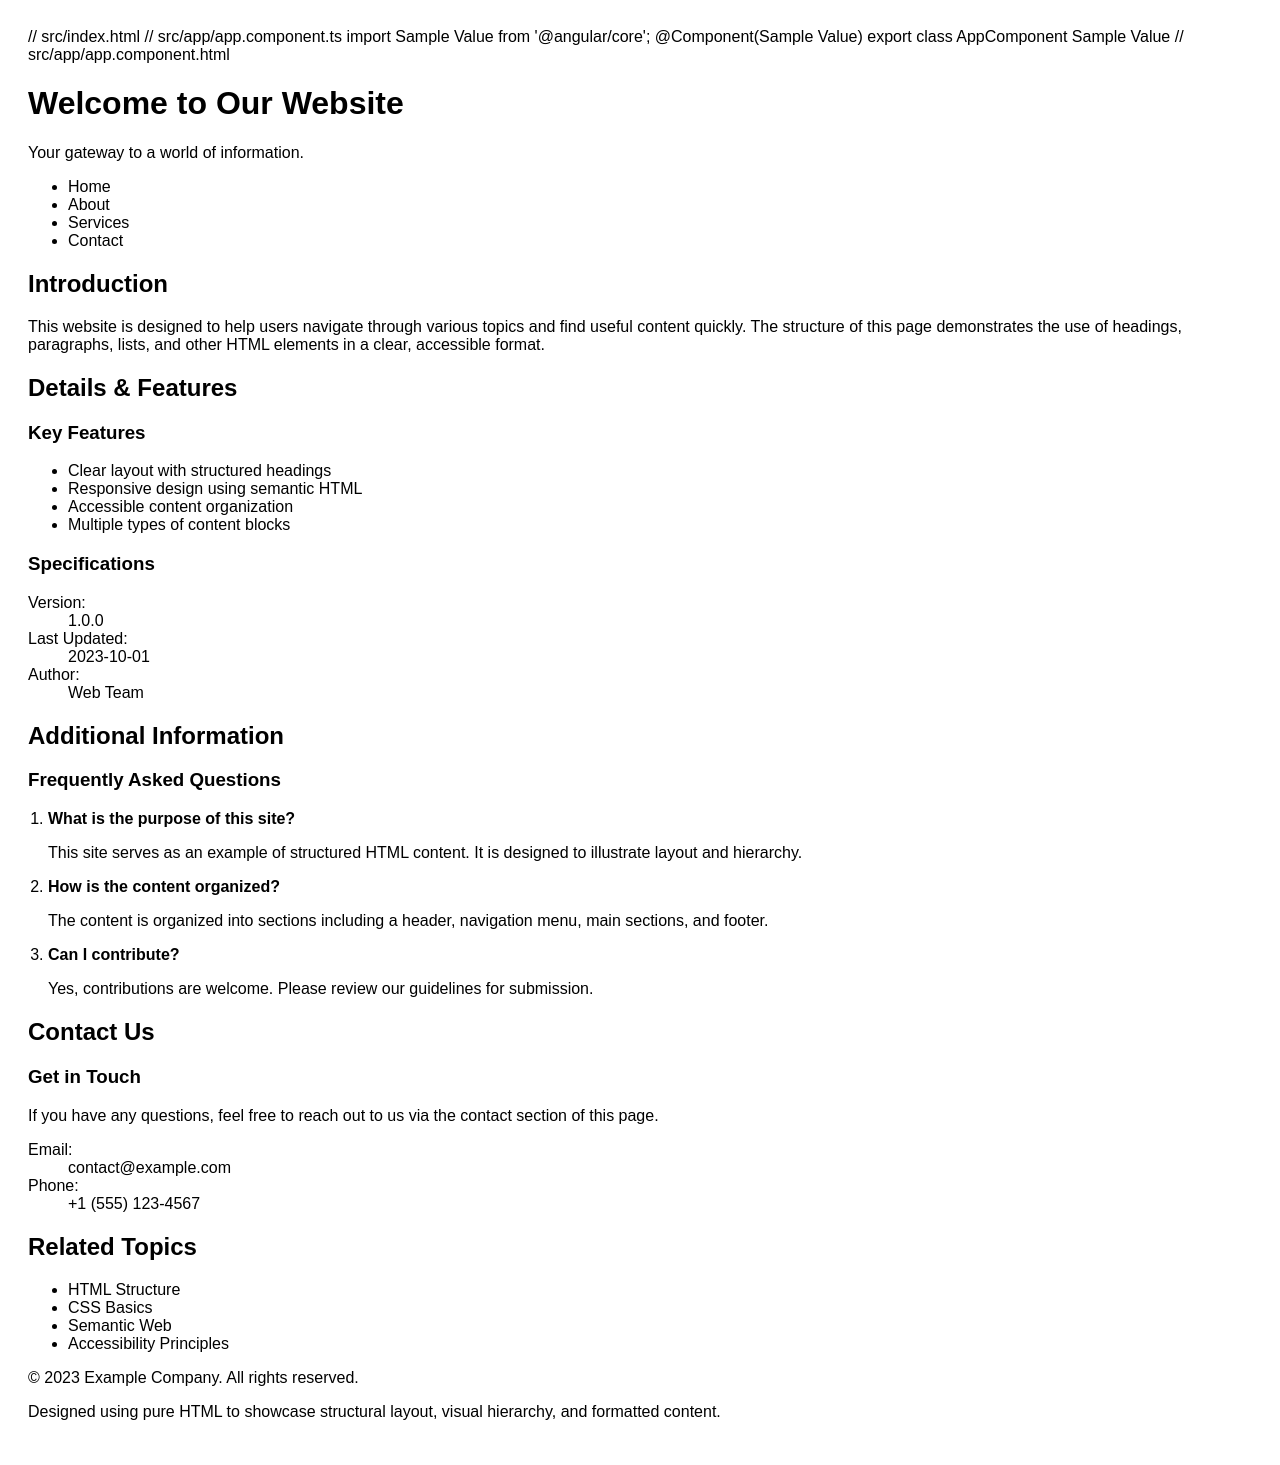 // src/index.html // src/app/app.component.ts import Sample Value from '@angular/core'; @Component(Sample Value) export class AppComponent Sample Value //
src/app/app.component.html
Welcome to Our Website
Your gateway to a world of information.
• Home
• About
• Services
• Contact
Introduction
This website is designed to help users navigate through various topics and find useful content quickly. The structure of this page demonstrates the use of headings,
paragraphs, lists, and other HTML elements in a clear, accessible format.
Details & Features
Key Features
• Clear layout with structured headings
• Responsive design using semantic HTML
• Accessible content organization
• Multiple types of content blocks
Specifications
Version:
1.0.0
Last Updated:
2023-10-01
Author:
Web Team
Additional Information
Frequently Asked Questions
1. What is the purpose of this site?
This site serves as an example of structured HTML content. It is designed to illustrate layout and hierarchy.
2. How is the content organized?
The content is organized into sections including a header, navigation menu, main sections, and footer.
3. Can I contribute?
Yes, contributions are welcome. Please review our guidelines for submission.
Contact Us
Get in Touch
If you have any questions, feel free to reach out to us via the contact section of this page.
Email:
contact@example.com
Phone:
+1 (555) 123-4567
Related Topics
• HTML Structure
• CSS Basics
• Semantic Web
• Accessibility Principles
© 2023 Example Company. All rights reserved.
Designed using pure HTML to showcase structural layout, visual hierarchy, and formatted content.